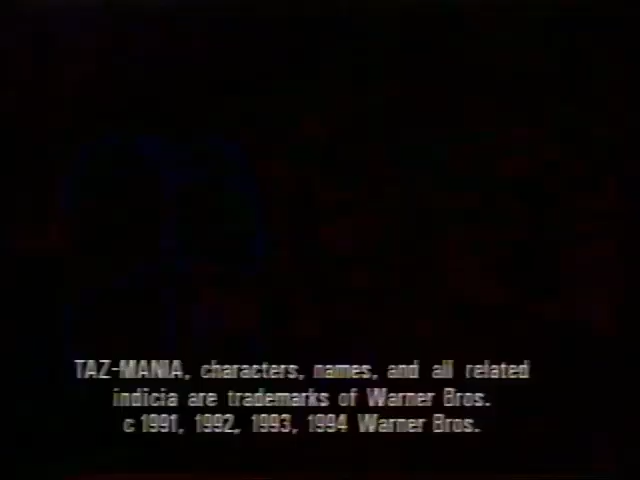 TAZ-MANIA, characters, names, and all related
indicia are trademarks of Warner Bros.
c 1991, 1992, 1993, 1994 Warner Bros.